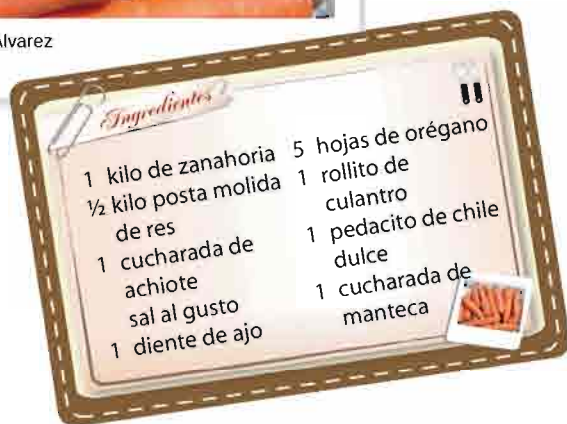 Alvarez
Ingredientes
1 kilo de zanahoria
½ kilo posta molida
de res
1 cucharada de
achiote
sal al gusto
1 diente de ajo
5 hojas de orégano
1 rollito de
culantro
1 pedacito de chile
dulce
1 cucharada de
manteca